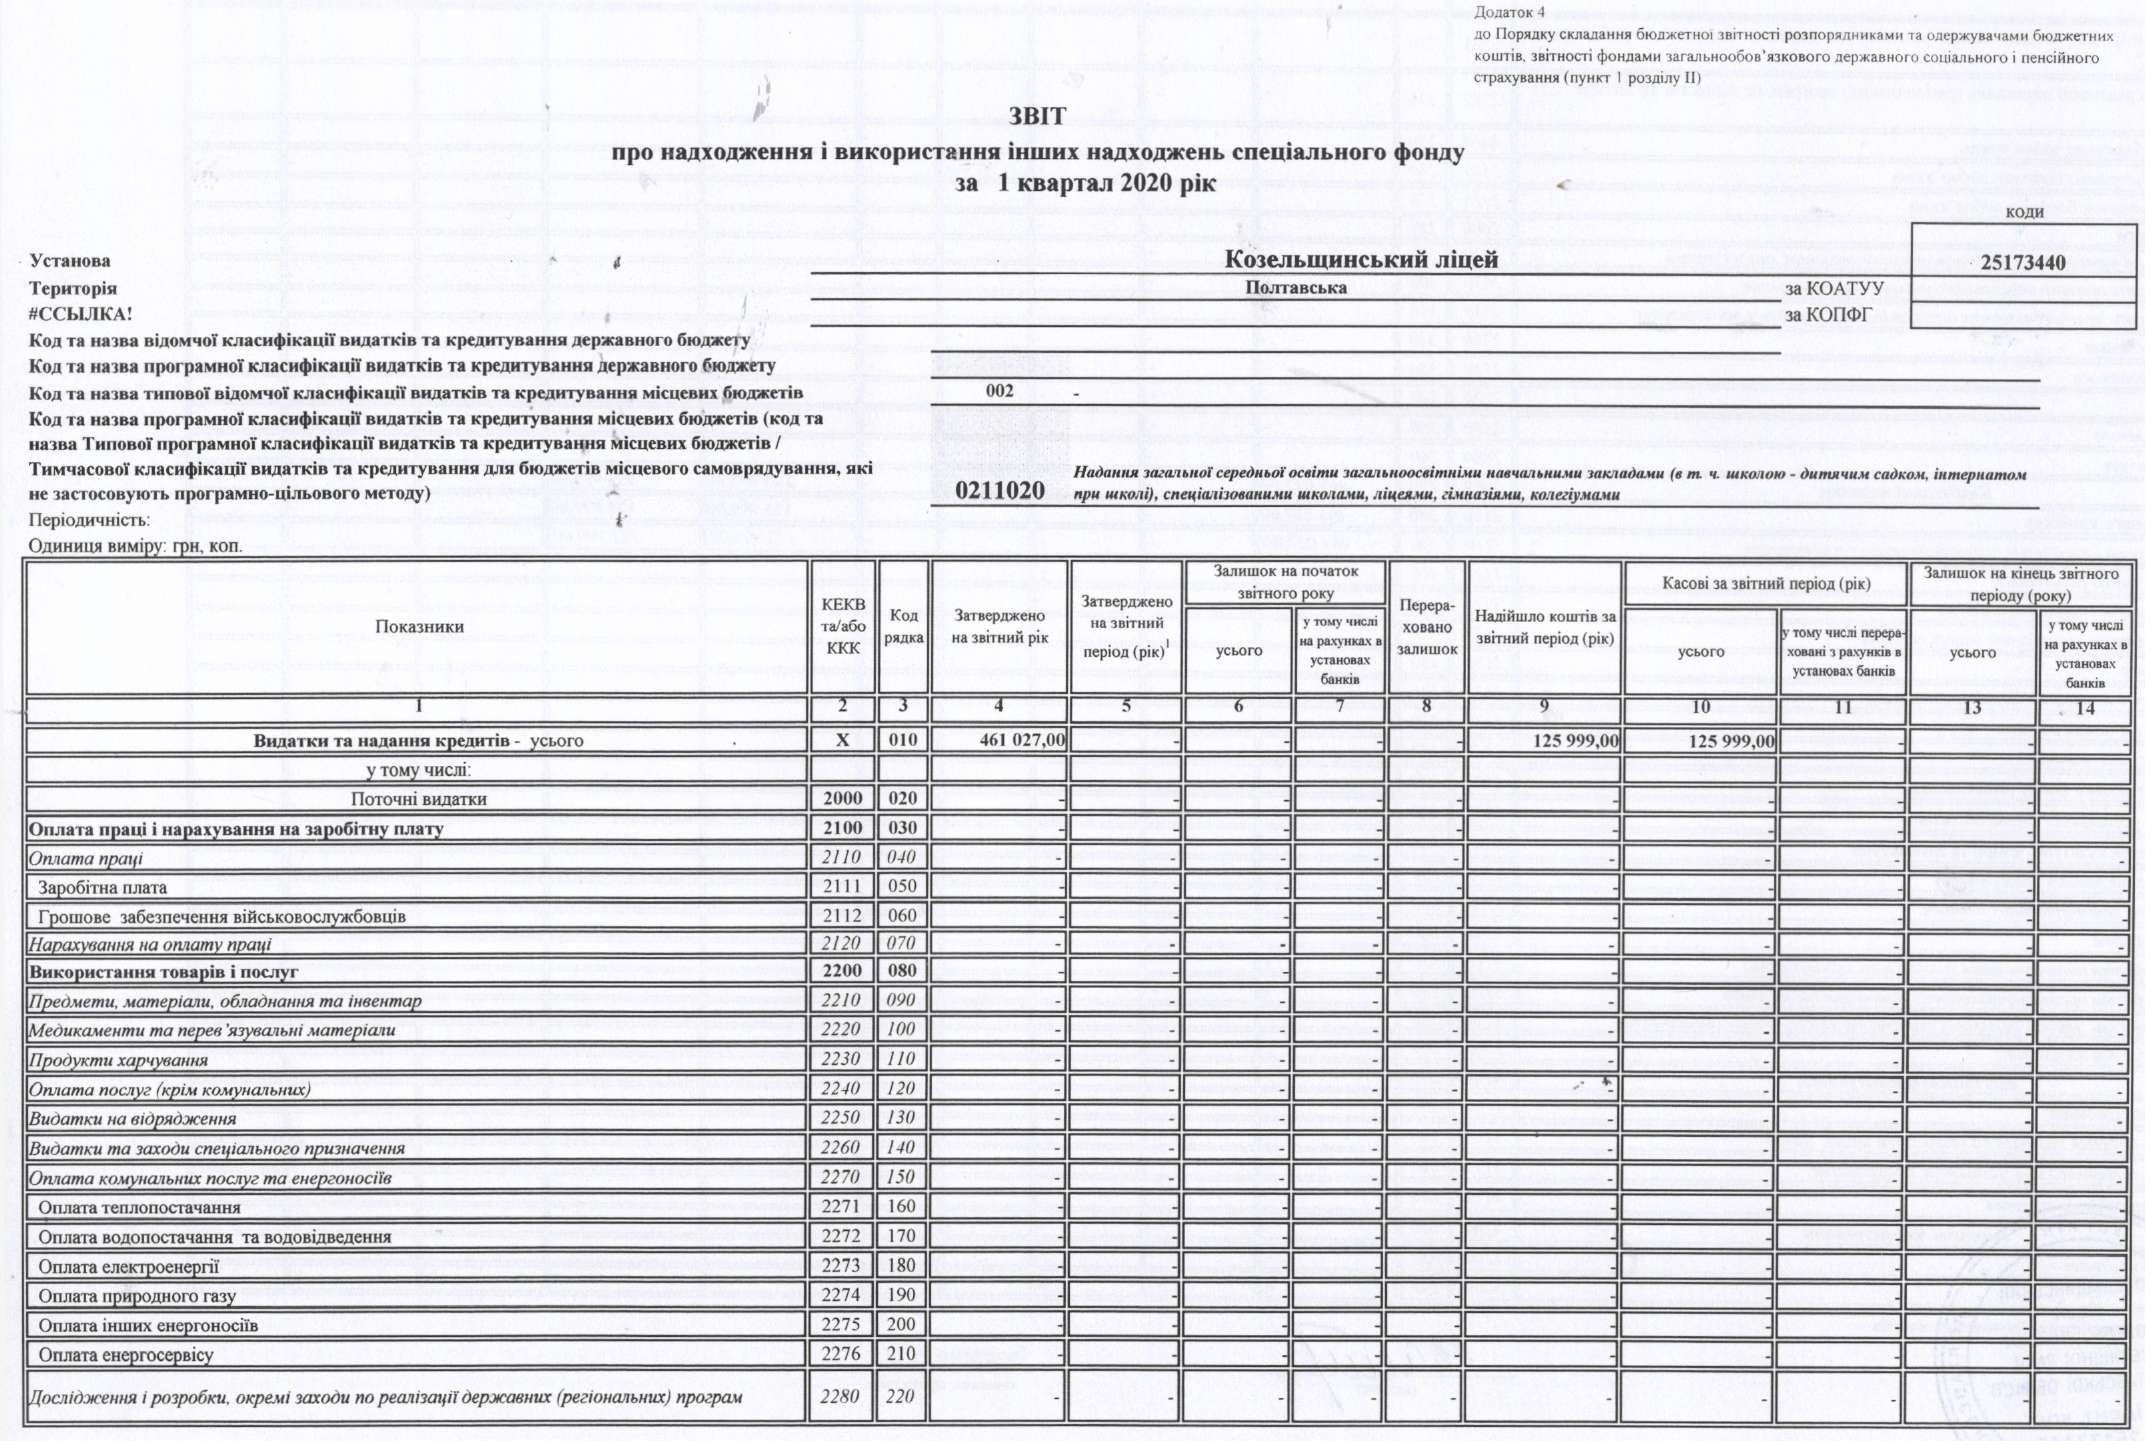 Додаток 4
до Порядку складання бюджетної звітності розпорядниками та одержувачами бюджетних
коштів, звітності фондами загальнообов’язкового державного соціального і пенсійного
страхування (пункт 1 розділу II)
ЗВІТ
про надходження і використання інших надходжень спеціального фонду
за 1 квартал 2020 рік
коди
Установа Козельщинський ліцей 25173440
Територія Полтавська за КОАТУУ
#ССЫЛКА! за КОПФГ
Код та назва відомчої класифікації видатків та кредитування державного бюджету
Код та назва програмної класифікації видатків та кредитування державного бюджету
Код та назва типової відомчої класифікації видатків та кредитування місцевих бюджетів 002 -
Код та назва програмної класифікації видатків та кредитування місцевих бюджетів (код та
назва Типової програмної класифікації видатків та кредитування місцевих бюджетів /
Тимчасової класифікації видатків та кредитування для бюджетів місцевого самоврядування, які
не застосовують програмно-цільового методу) 0211020
Надання загальної середньої освіти загальноосвітніми навчальними закладами (в т. ч. школою - дитячим садком, інтернатом
при школі), спеціалізованими школами, ліцеями, гімназіями, колегіумами
Періодичність:
Одиниця виміру: грн, коп.
Показники
КЕКВ
та/або
ККК
Код
рядка
Затверджено
на звітний рік
Затверджено
на звітний
період (рік)1
Залишок на початок
звітного року
усього
у тому числі
на рахунках в
установах
банків
Перера-
ховано
залишок
Надійшло коштів за
звітний період (рік)
Касові за звітний період (рік)
усього
у тому числі перера-
ховані з рахунків в
установах банків
Залишок на кінець звітного
періоду (року)
усього
у тому числі
на рахунках в
установах
банків
1 2 3 4 5 6 7 8 9 10 11 13 14
Видатки та надання кредитів - усього X 010 461 027,00 - - - - 125 999,00 125 999,00 - - -
у тому числі:
Поточні видатки 2000 020 - - - - - - - - - -
Оплата праці і нарахування на заробітну плату 2100 030 - - - - - - - - - -
Оплата праці 2110 040 - - - - - - - - - -
Заробітна плата 2111 050 - - - - - - - - - -
Грошове забезпечення військовослужбовців 2112 060 - - - - - - - - - -
Нарахування на оплату праці 2120 070 - - - - - - - - - -
Використання товарів і послуг 2200 080 - - - - - - - - - -
Предмети, матеріали, обладнання та інвентар 2210 090 - - - - - - - - - -
Медикаменти та перев’язувальні матеріали 2220 100 - - - - - - - - - -
Продукти харчування 2230 110 - - - - - - - - - -
Оплата послуг (крім комунальних) 2240 120 - - - - - - - - - -
Видатки на відрядження 2250 130 - - - - - - - - - -
Видатки та заходи спеціального призначення 2260 140 - - - - - - - - - -
Оплата комунальних послуг та енергоносіїв 2270 150 - - - - - - - - - -
Оплата теплопостачання 2271 160 - - - - - - - - - -
Оплата водопостачання та водовідведення 2272 170 - - - - - - - - - -
Оплата електроенергії 2273 180 - - - - - - - - - -
Оплата природного газу 2274 190 - - - - - - - - - -
Оплата інших енергоносіїв 2275 200 - - - - - - - - - -
Оплата енергосервісу 2276 210 - - - - - - - - - -
Дослідження і розробки, окремі заходи по реалізації державних (регіональних) програм 2280 220 - - - - - - - - - -